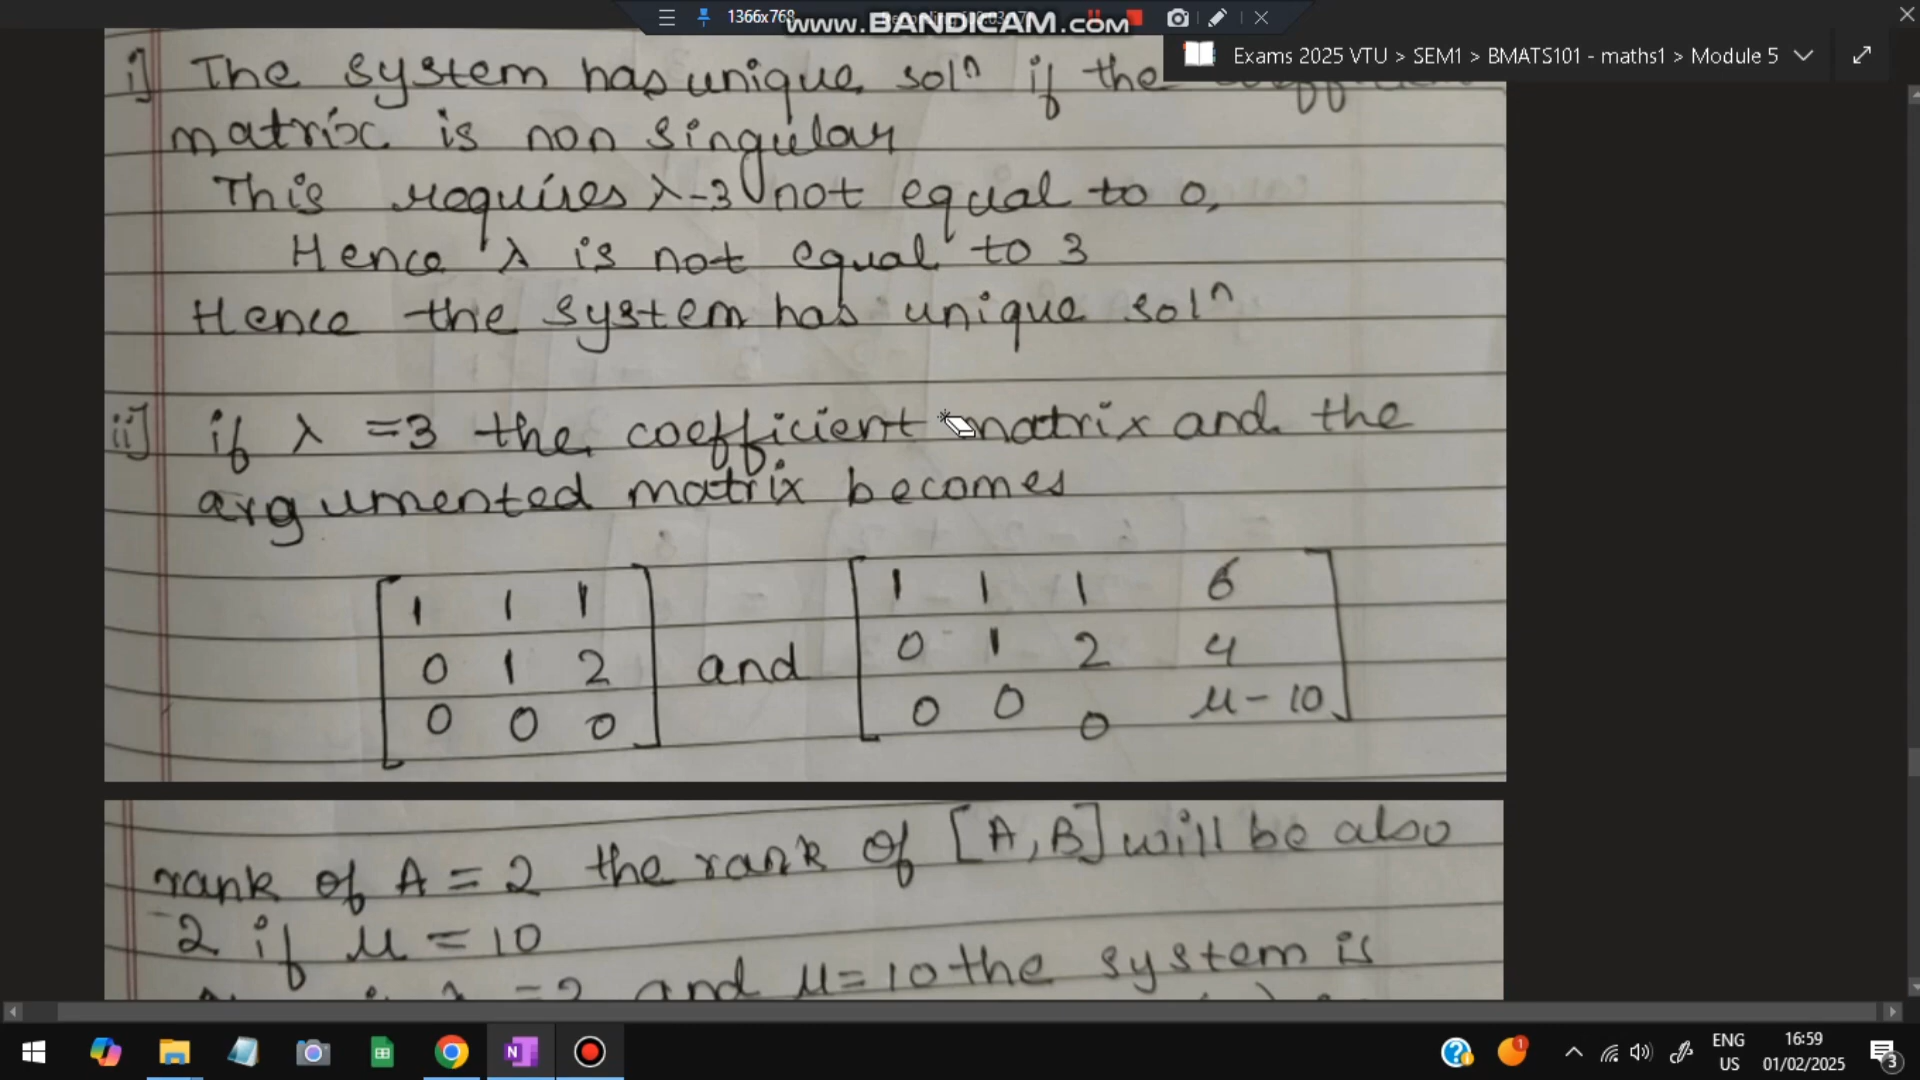 1366x768
www.BANDICAM.com
Exams 2025 VTU > SEM1 > BMATS101 - maths1 > Module 5
i] The system has unique solⁿ if the
matrix is non singular
This requires λ-3 not equal to 0,
Hence λ is not equal to 3
Hence the system has unique solⁿ
ii] if λ =3 the coefficient matrix and the
argumented matrix becomes
1 1 1 1 1 1 6
0 1 2 and 0 1 2 4
0 0 0 0 0 0 μ-10
rank of A=2 the rank of [A,B] will be also
2 if μ =10
and μ=10 the system is
ENG 16:59
US 01/02/2025
1
3